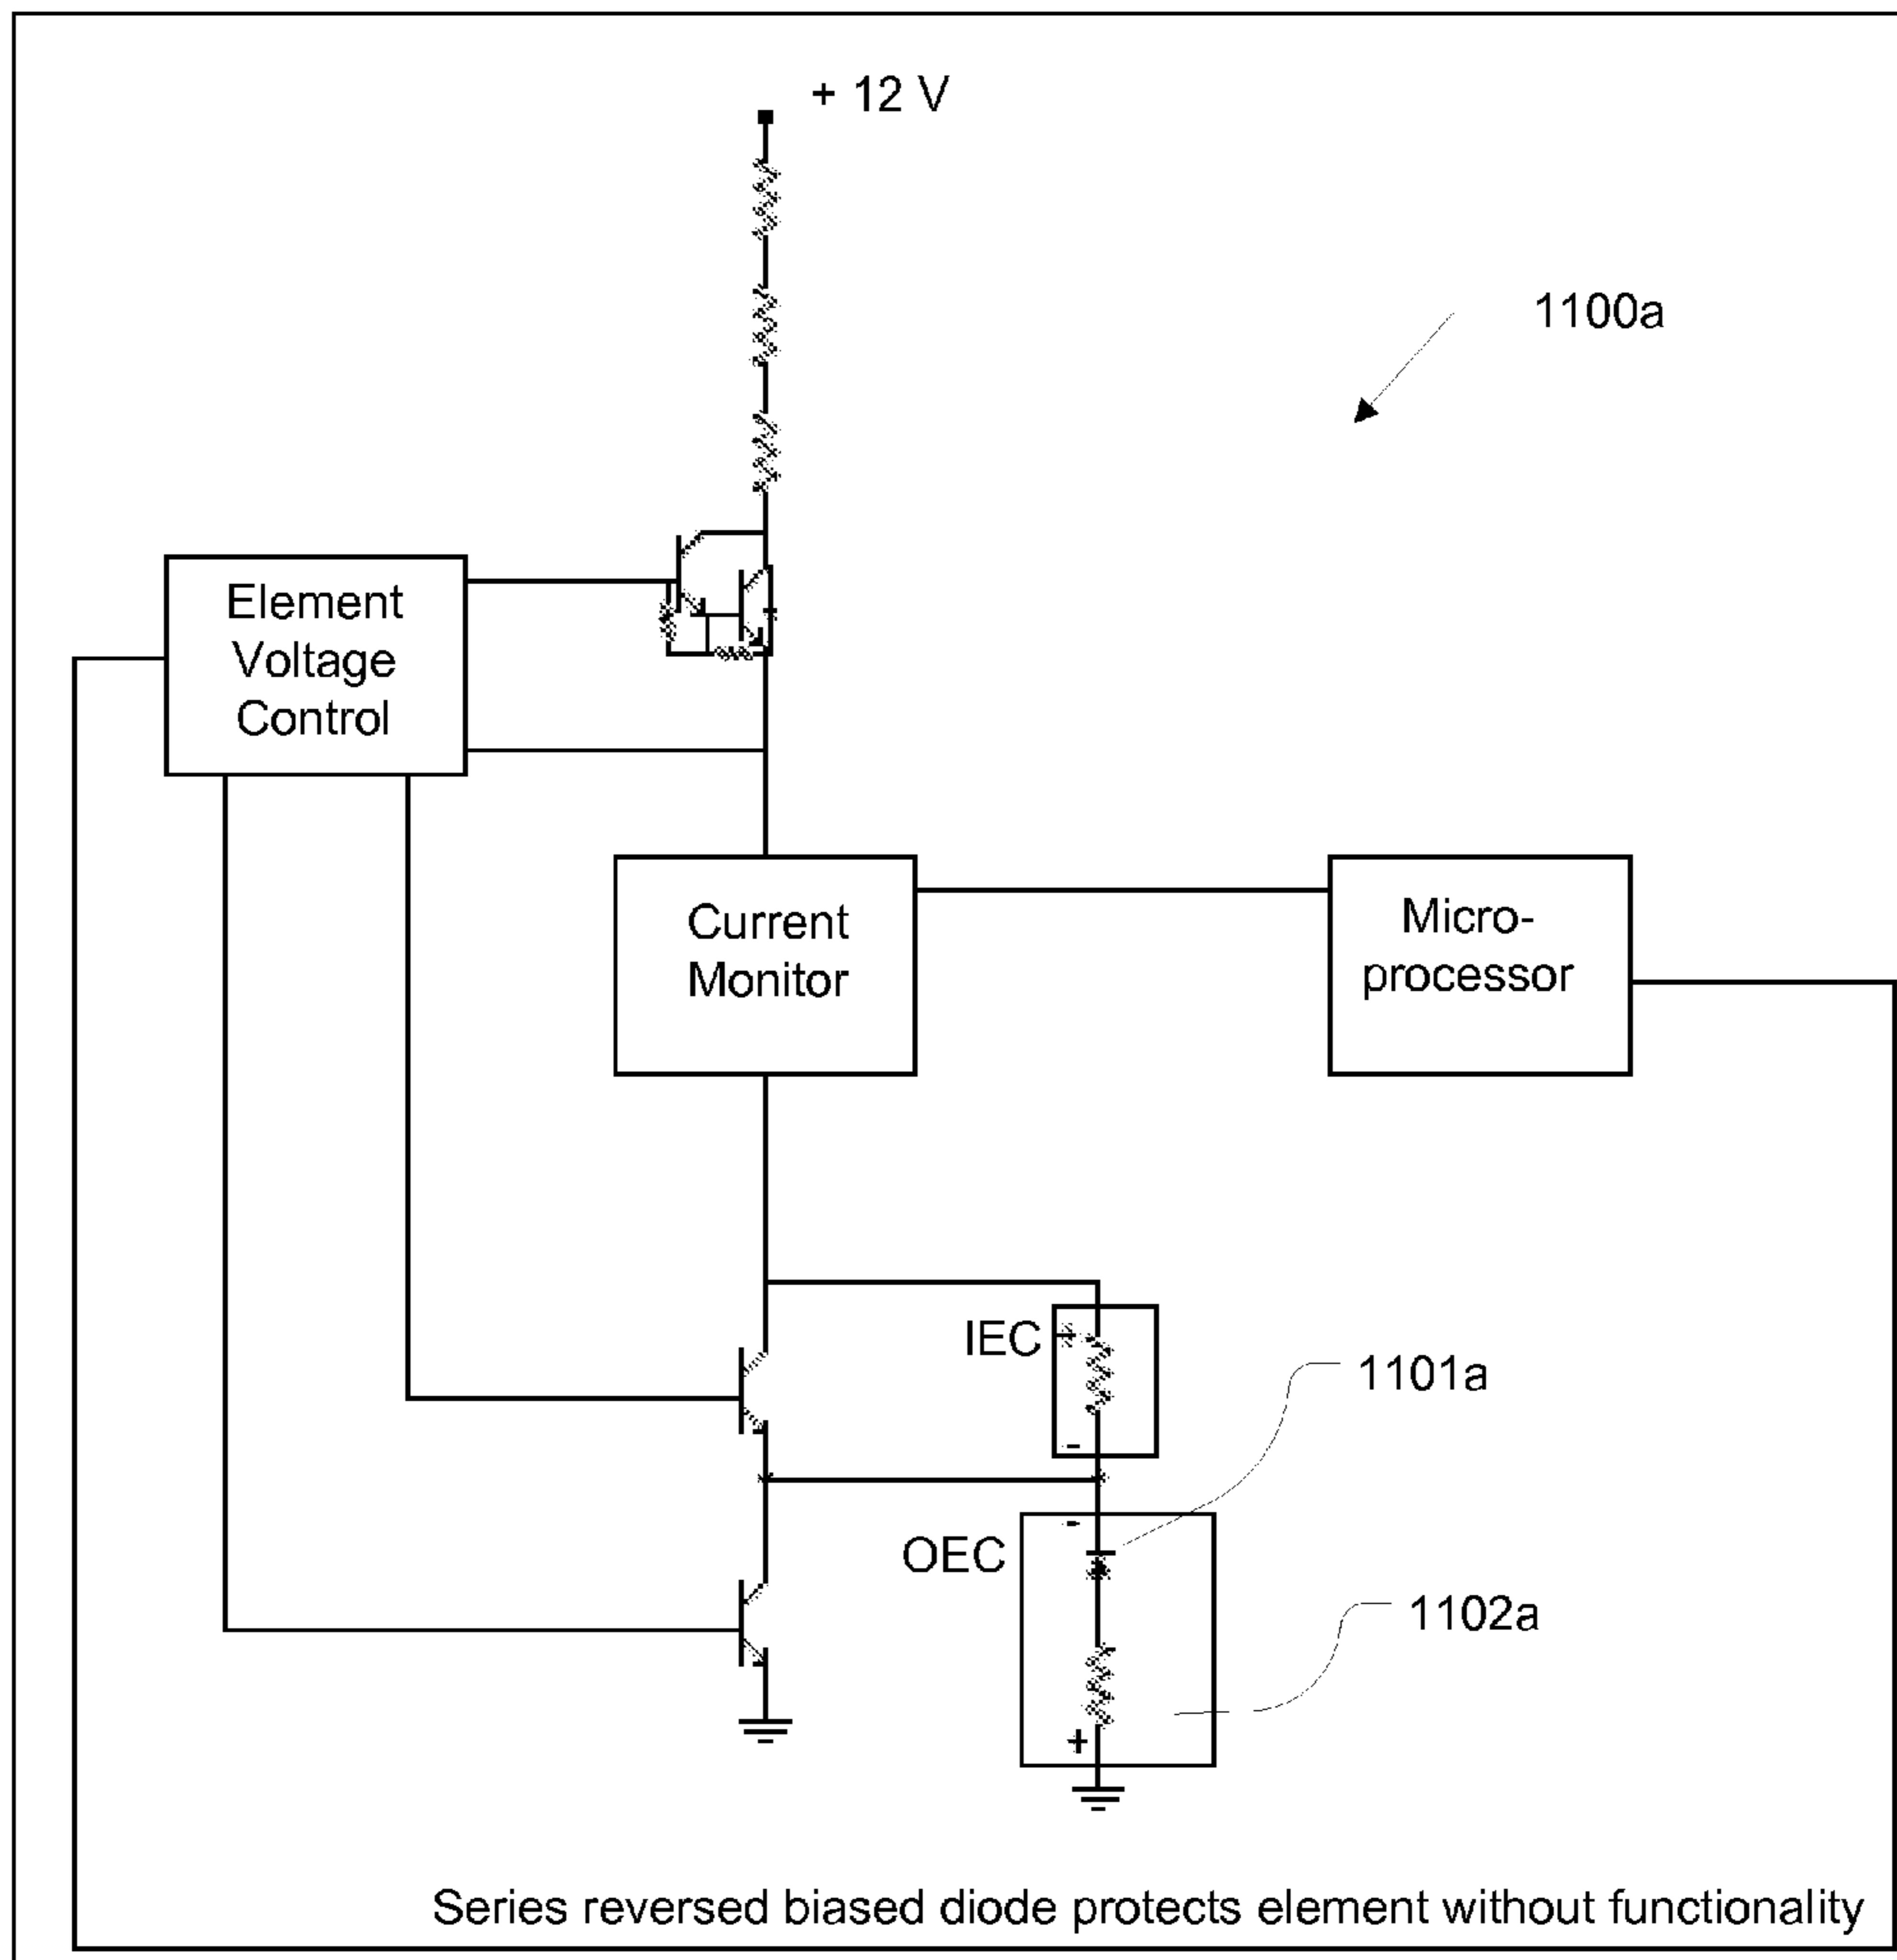 + 12 V
1100a
Element
Voltage
Control
Current
Monitor
Micro-
processor
IEC
+
-
1101a
OEC
-
1102a
+
Series reversed biased diode protects element without functionality